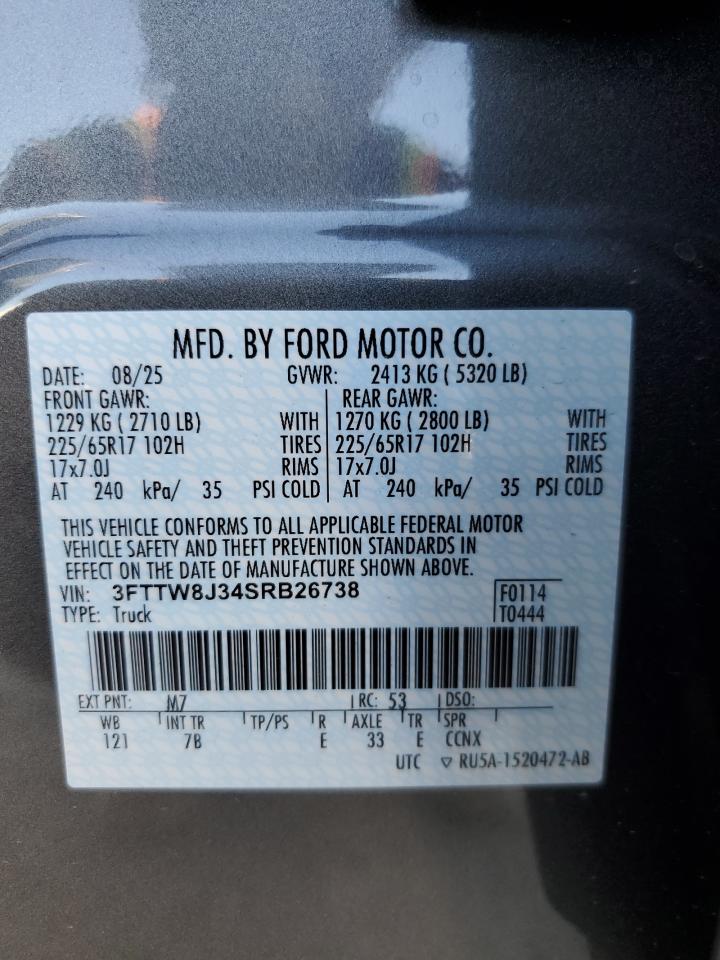 MFD. BY FORD MOTOR CO.
DATE: 08/25 GVWR: 2413 KG ( 5320 LB)
FRONT GAWR: REAR GAWR:
1229 KG ( 2710 LB) WITH 1270 KG ( 2800 LB) WITH
225/65R17 102H TIRES 225/65R17 102H TIRES
17x7.0J RIMS 17x7.0J RIMS
AT 240 kPa/ 35 PSI COLD AT 240 kPa/ 35 PSI COLD
THIS VEHICLE CONFORMS TO ALL APPLICABLE FEDERAL MOTOR
VEHICLE SAFETY AND THEFT PREVENTION STANDARDS IN
EFFECT ON THE DATE OF MANUFACTURE SHOWN ABOVE.
VIN: 3FTTW8J34SRB26738 F0114
TYPE: Truck T0444
EXT PNT: M7 RC: 53 DSO:
WB INT TR TP/PS R AXLE TR SPR
121 7B E 33 E CCNX
UTC ▽ RU5A-1520472-AB